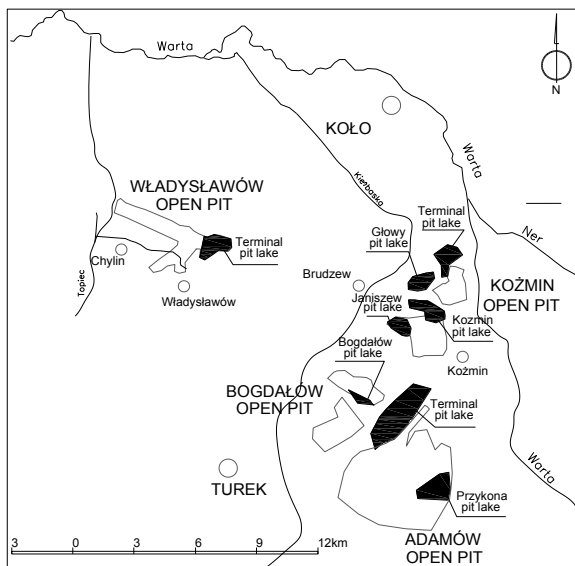 Warta
N
KOŁO
Warta
Kiełbaska
WŁADYSŁAWÓW
OPEN PIT
Terminal
pit lake
Głowy
pit lake
Terminal
pit lake
Ner
Chylin
Topiec
Władysławów
Brudzew
KOŹMIN
OPEN PIT
Janiszew
pit lake
Kozmin
pit lake
Bogdałów
pit lake
Koźmin
BOGDAŁÓW
OPEN PIT
Terminal
pit lake
Warta
TUREK
Przykona
pit lake
ADAMÓW
OPEN PIT
3 0 3 6 9 12km